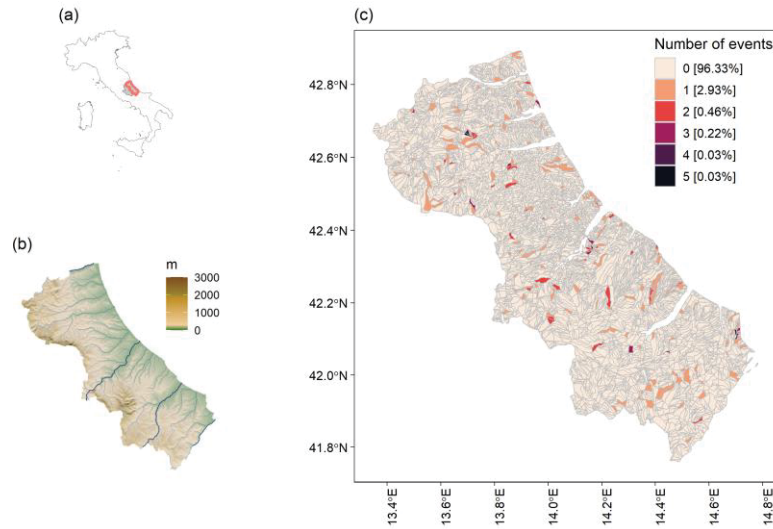 (a)
(b)
m
3000
2000
1000
0
(c)
Number of events
0 [96.33%]
1 [2.93%]
2 [0.46%]
3 [0.22%]
4 [0.03%]
5 [0.03%]
42.8°N
42.6°N
42.4°N
42.2°N
42.0°N
41.8°N
13.4°E
13.6°E
13.8°E
14.0°E
14.2°E
14.4°E
14.6°E
14.8°E